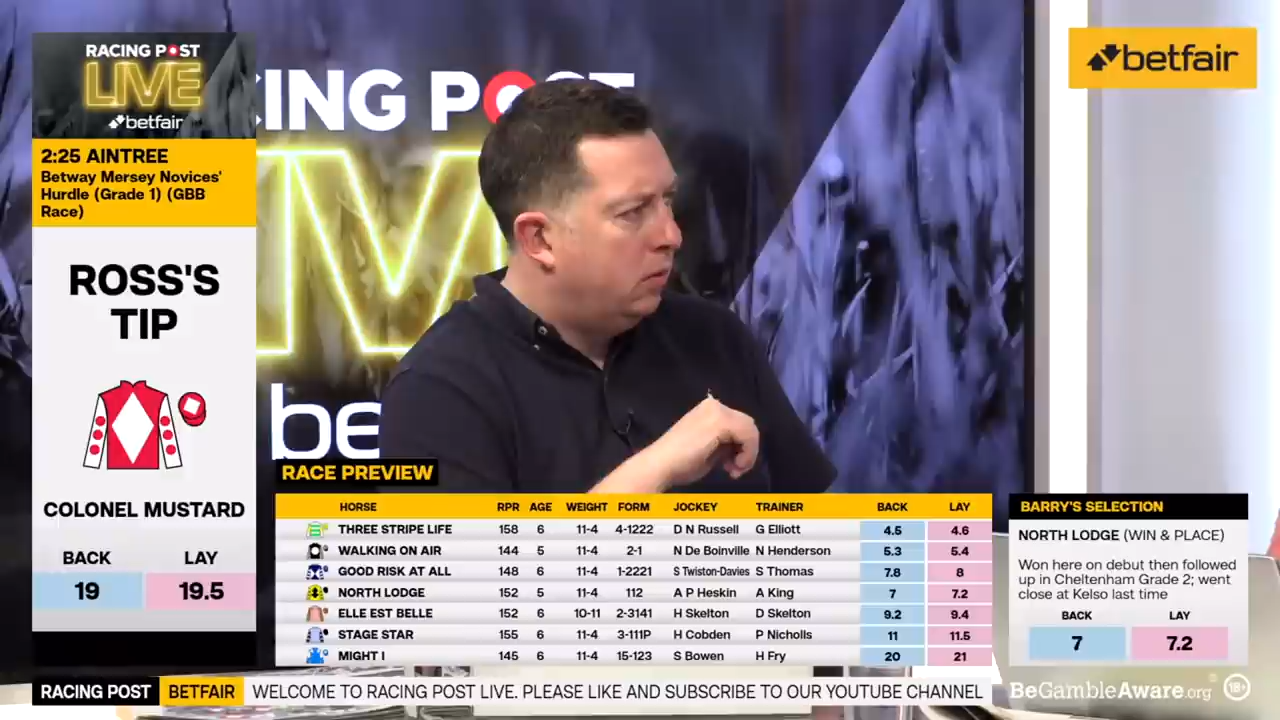 RACING POST
LIVE
betfair
2:25 AINTREE
Betway Mersey Novices'
Hurdle (Grade 1) (GBB
Race)
ROSS'S
TIP
COLONEL MUSTARD
BACK LAY
19 19.5
ING POST
be
betfair
RACE PREVIEW
HORSE RPR AGE WEIGHT FORM JOCKEY TRAINER BACK LAY
THREE STRIPE LIFE 158 6 11-4 4-1222 D N Russell G Elliott 4.5 4.6
WALKING ON AIR 144 5 11-4 2-1 N De Boinville N Henderson 5.3 5.4
GOOD RISK AT ALL 148 6 11-4 1-2221 S Twiston-Davies S Thomas 7.8 8
NORTH LODGE 152 5 11-4 112 A P Heskin A King 7 7.2
ELLE EST BELLE 152 6 10-11 2-3141 H Skelton D Skelton 9.2 9.4
STAGE STAR 155 6 11-4 3-111P H Cobden P Nicholls 11 11.5
MIGHT I 145 6 11-4 15-123 S Bowen H Fry 20 21
BARRY'S SELECTION
NORTH LODGE (WIN & PLACE)
Won here on debut then followed
up in Cheltenham Grade 2; went
close at Kelso last time
BACK LAY
7 7.2
RACING POST BETFAIR WELCOME TO RACING POST LIVE. PLEASE LIKE AND SUBSCRIBE TO OUR YOUTUBE CHANNEL
BeGambleAware.org 18+